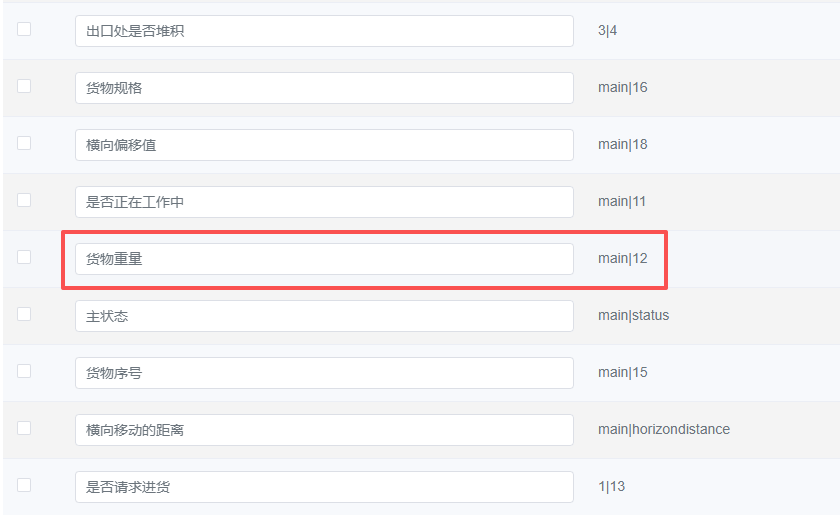 出口处是否堆积 3|4
货物规格 main|16
横向偏移值 main|18
是否正在工作中 main|11
货物重量 main|12
主状态 main|status
货物序号 main|15
横向移动的距离 main|horizondistance
是否请求进货 1|13